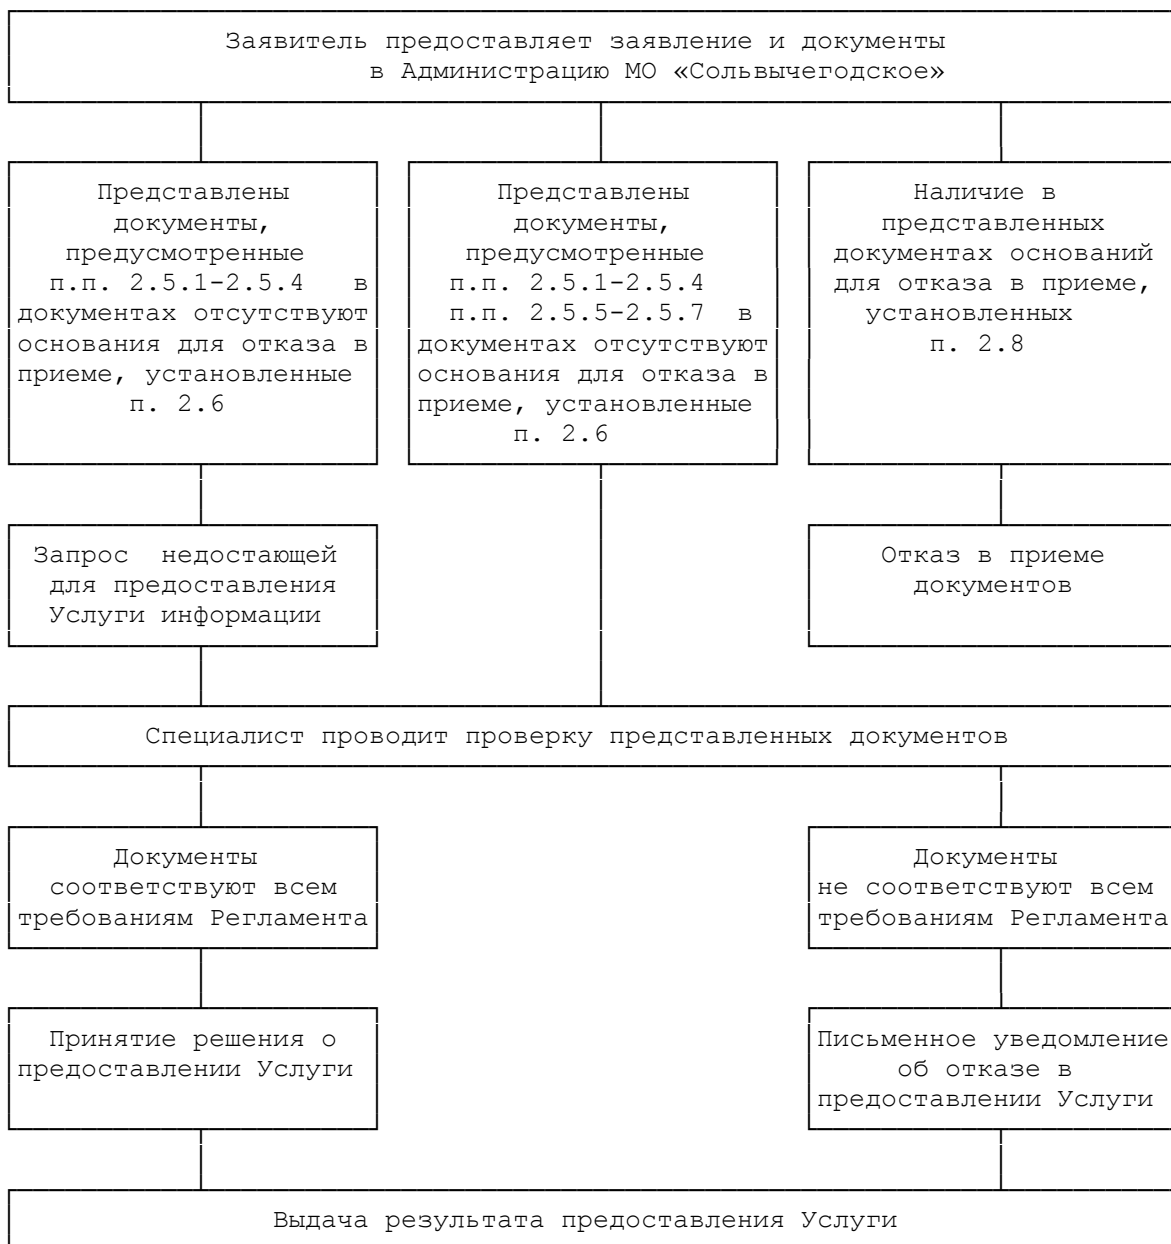 Заявитель предоставляет заявление и документы
в Администрацию МО «Сольвычегодское»
Представлены
документы,
предусмотренные
п.п. 2.5.1-2.5.4 в
документах отсутствуют
основания для отказа в
приеме, установленные
п. 2.6
Представлены
документы,
предусмотренные
п.п. 2.5.1-2.5.4
п.п. 2.5.5-2.5.7 в
документах отсутствуют
основания для отказа в
приеме, установленные
п. 2.6
Наличие в
представленных
документах оснований
для отказа в приеме,
установленных
п. 2.8
Запрос недостающей
для предоставления
Услуги информации
Отказ в приеме
документов
Специалист проводит проверку представленных документов
Документы
соответствуют всем
требованиям Регламента
Документы
не соответствуют всем
требованиям Регламента
Принятие решения о
предоставлении Услуги
Письменное уведомление
об отказе в
предоставлении Услуги
Выдача результата предоставления Услуги